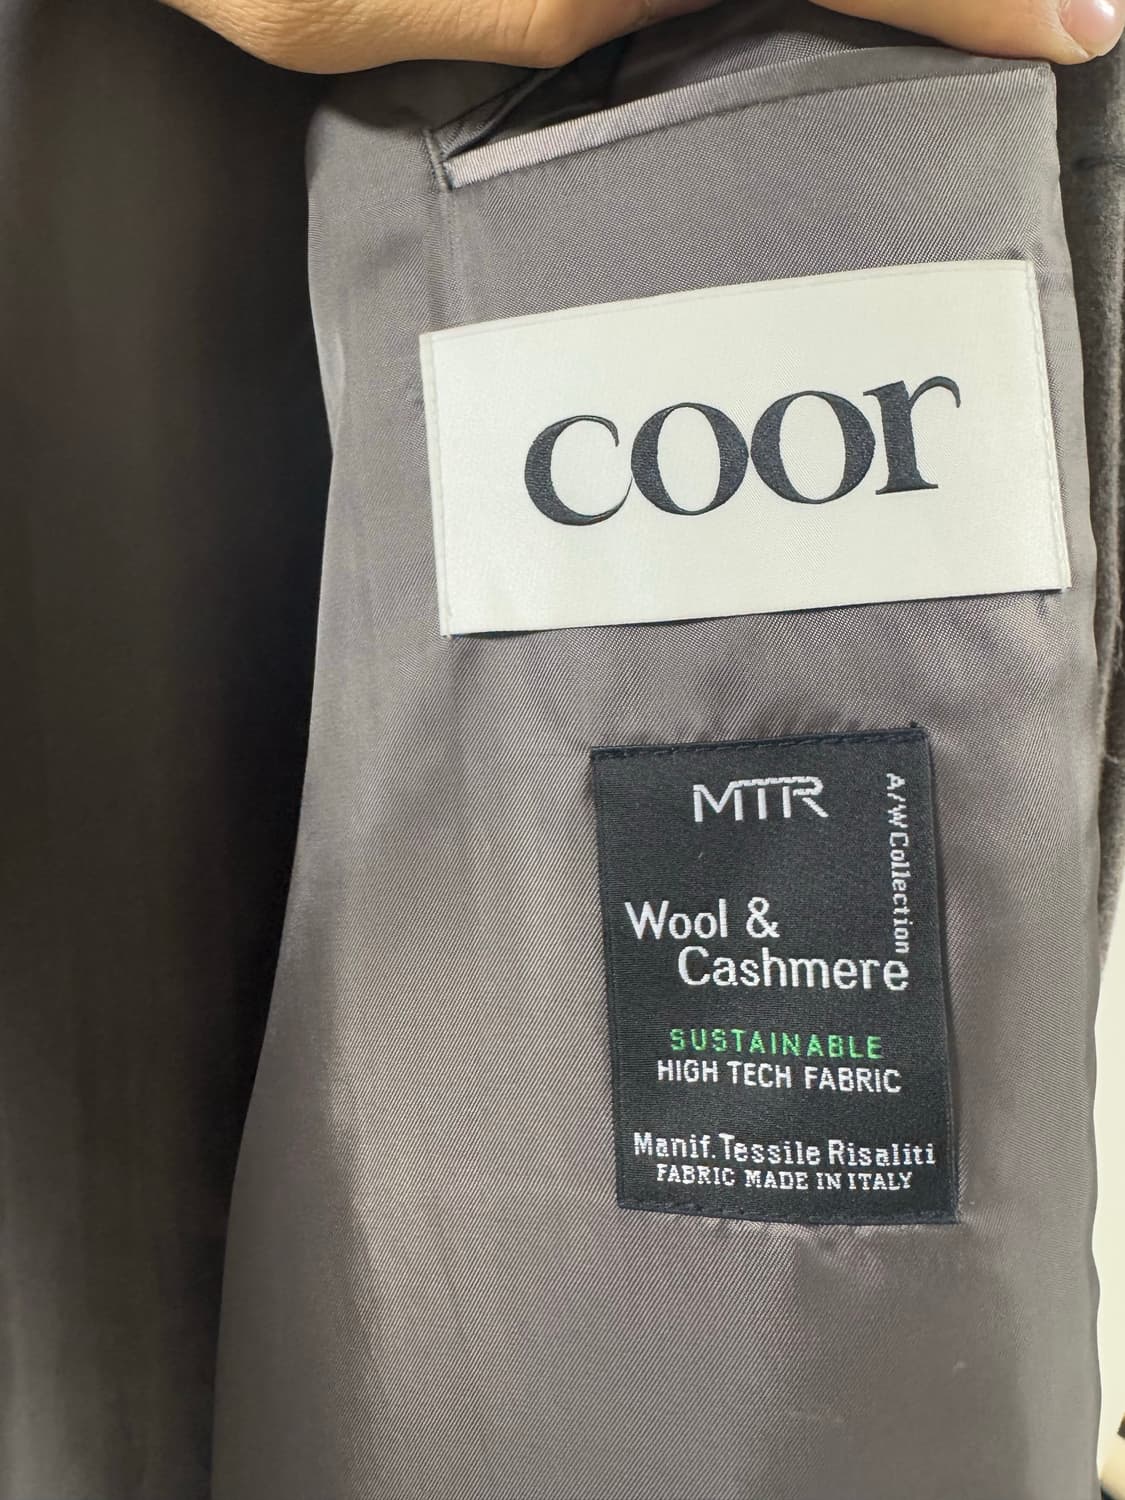 coor
MTR
A/W Collection
Wool &
Cashmere
SUSTAINABLE
HIGH TECH FABRIC
Manif. Tessile Risaliti
FABRIC MADE IN ITALY